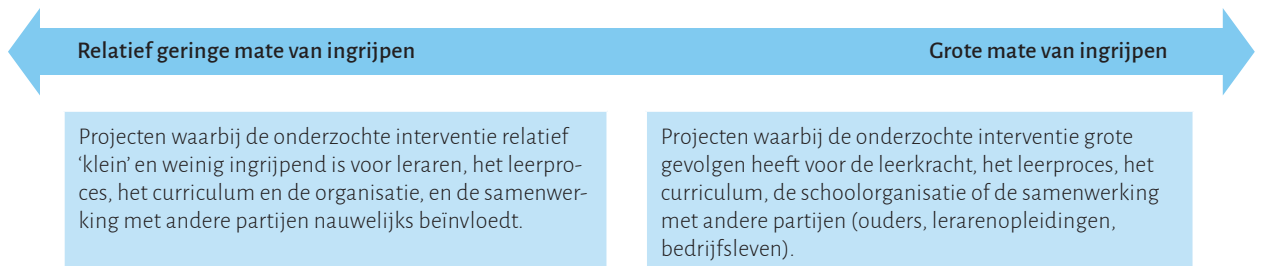 Relatief geringe mate van ingrijpen Grote mate van ingrijpen
Projecten waarbij de onderzochte interventie relatief
‘klein’ en weinig ingrijpend is voor leraren, het leerpro-
ces, het curriculum en de organisatie, en de samenwer-
king met andere partijen nauwelijks beïnvloedt.
Projecten waarbij de onderzochte interventie grote
gevolgen heeft voor de leerkracht, het leerproces, het
curriculum, de schoolorganisatie of de samenwerking
met andere partijen (ouders, lerarenopleidingen,
bedrijfsleven).